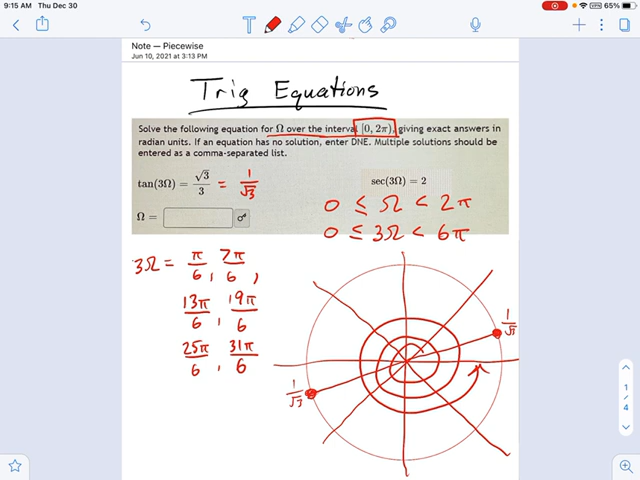 9:15 AM Thu Dec 30
VPN 65%
Note — Piecewise
Jun 10, 2021 at 3:13 PM
Trig Equations
Solve the following equation for Ω over the interval [0, 2π), giving exact answers in
radian units. If an equation has no solution, enter DNE. Multiple solutions should be
entered as a comma-separated list.
tan(3Ω) = √3/3 = 1/√3
sec(3Ω) = 2
Ω =
0 ≤ Ω < 2π
0 ≤ 3Ω < 6π
3Ω = π/6, 7π/6,
13π/6, 19π/6
25π/6, 31π/6
1/√3
1/√3
1
/
4